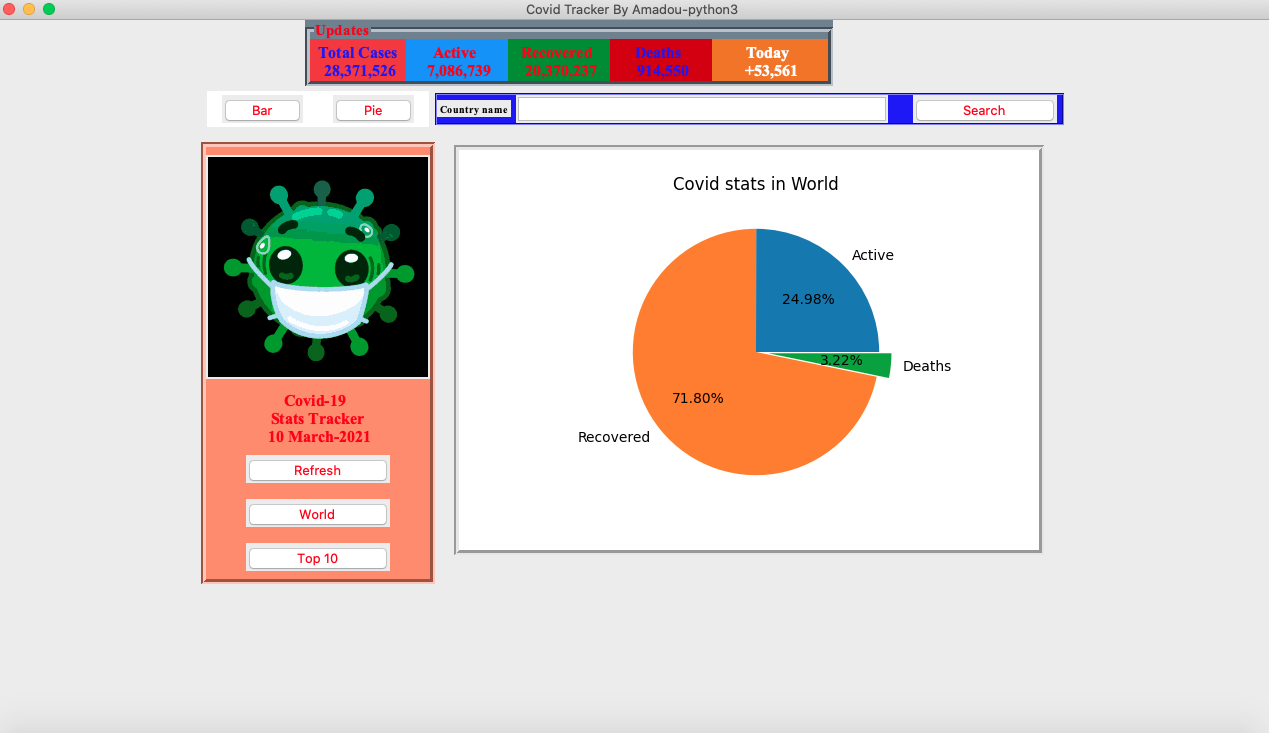 Covid Tracker By Amadou-python3
Updates
Total Cases Active Recovered Deaths Today
28,371,526 7,086,739 20,370,237 914,550 +53,561
Bar Pie Country name Search
Covid stats in World
Active
24.98%
3.22% Deaths
71.80%
Recovered
Covid-19
Stats Tracker
10 March-2021
Refresh
World
Top 10